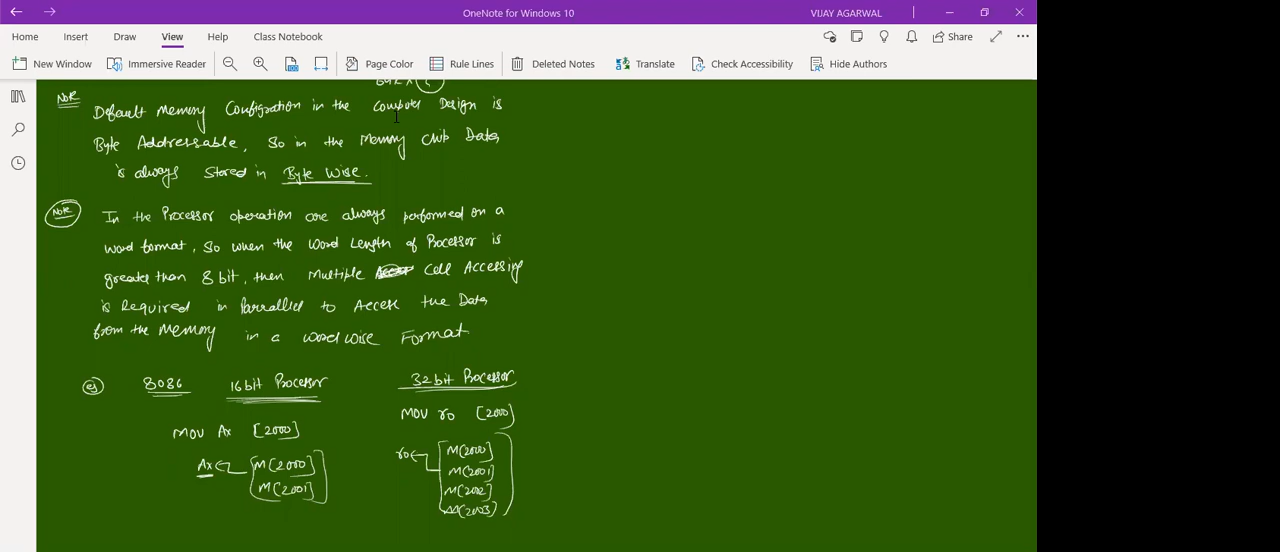 OneNote for Windows 10
VIJAY AGARWAL
Home Insert Draw View Help Class Notebook Share
New Window Immersive Reader Page Color Rule Lines Deleted Notes Translate Check Accessibility Hide Authors
Note
Default Memory Configration in the Computer Design is
Byte Addressable, So in the Memory Chip Data
is always Stored in Byte Wise.
Note
In the Processor operation are always performed on a
word format, So when the Word Length of Processor is
greater than 8 bit, then Multiple Cell Accessing
is Required in Parrallel to Access the Data
from the Memory in a wordwise Format
eg 8086 16 bit Processor 32 bit Processor
MOV Ax [2000] MOV r0 [2000]
Ax ← M[2000] r0 ← M[2000]
M[2001] M[2001]
M[2002]
M[2003]